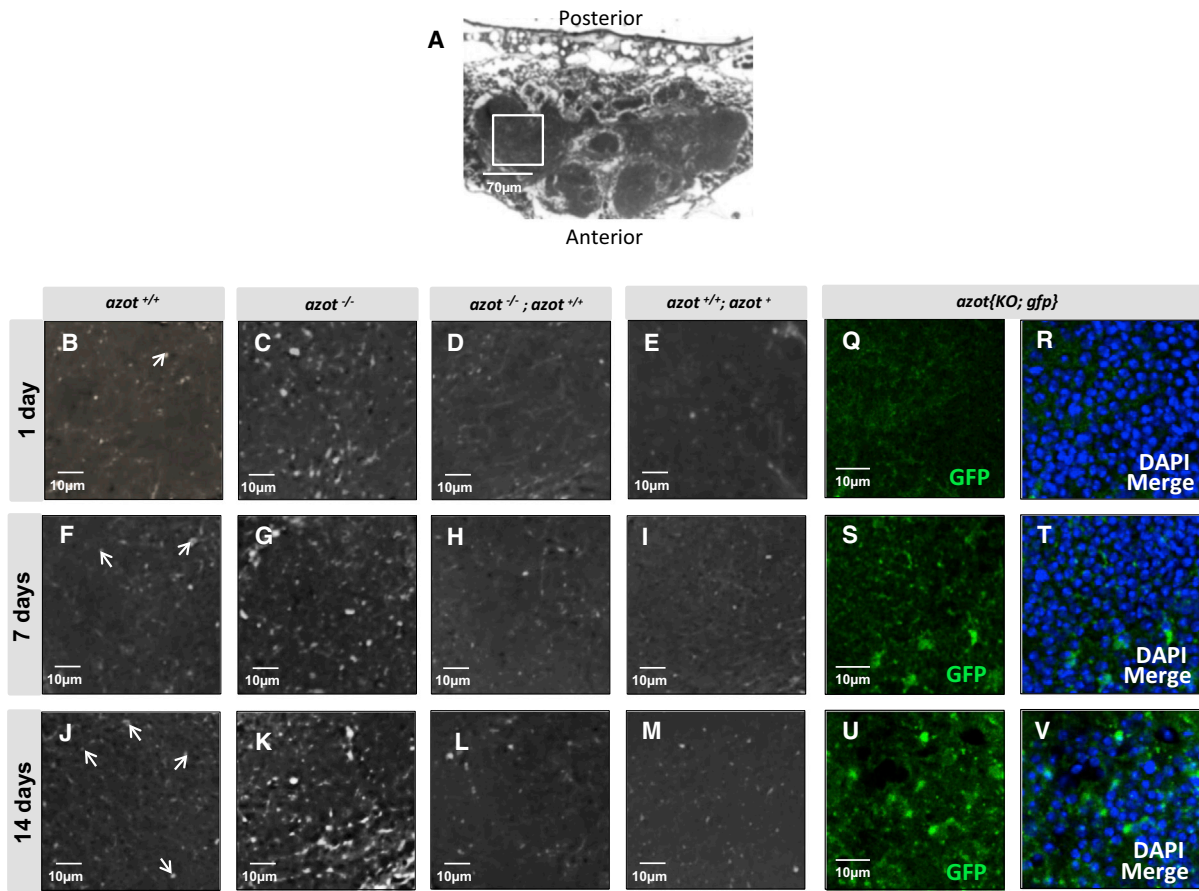 Posterior
A
70µm
Anterior
azot +/+
azot -/-
azot -/- ; azot +/+
azot +/+; azot +
azot{KO; gfp}
1 day
B
10µm
C
10µm
D
10µm
E
10µm
Q
10µm
GFP
R
DAPI
Merge
7 days
F
10µm
G
10µm
H
10µm
I
10µm
S
10µm
GFP
T
DAPI
Merge
14 days
J
10µm
K
10µm
L
10µm
M
10µm
U
10µm
GFP
V
DAPI
Merge